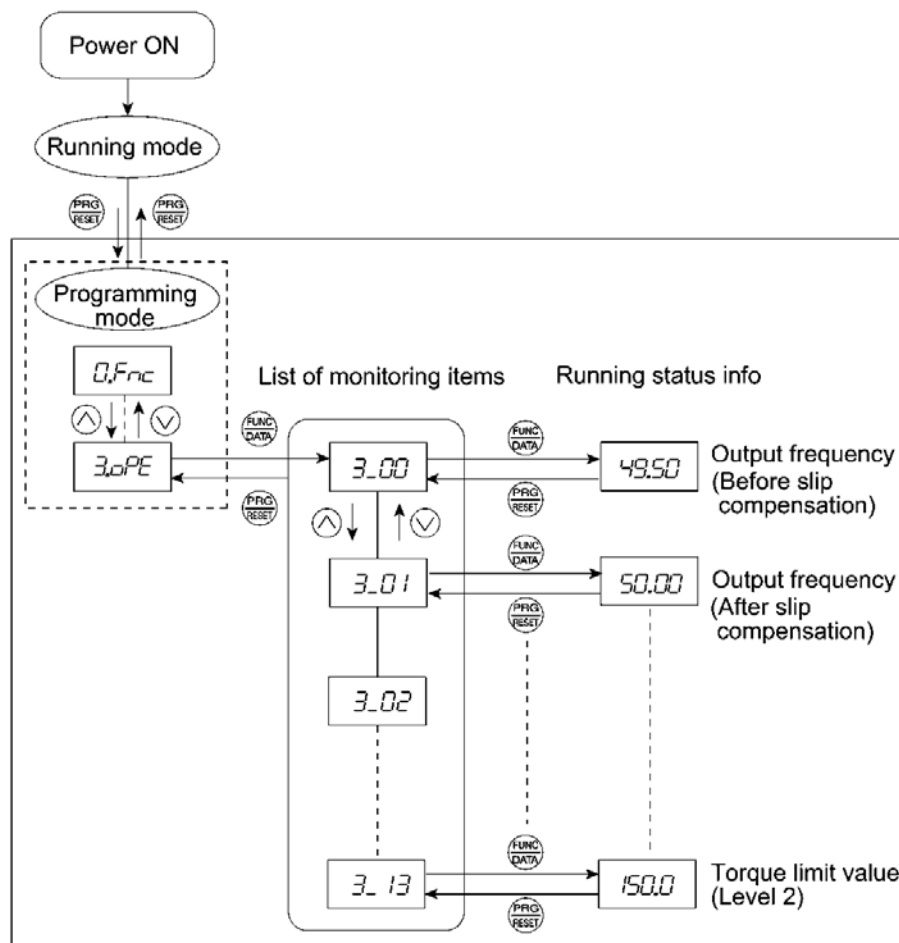 Power ON
Running mode
PRG
RESET
PRG
RESET
Programming
mode
0.Fnc
List of monitoring items
Running status info
FUNC
DATA
FUNC
DATA
3.oPE
3_00
49.50
Output frequency
(Before slip
compensation)
PRG
RESET
PRG
RESET
FUNC
DATA
3_01
50.00
Output frequency
(After slip
compensation)
PRG
RESET
3_02
FUNC
DATA
3_13
150.0
Torque limit value
(Level 2)
PRG
RESET